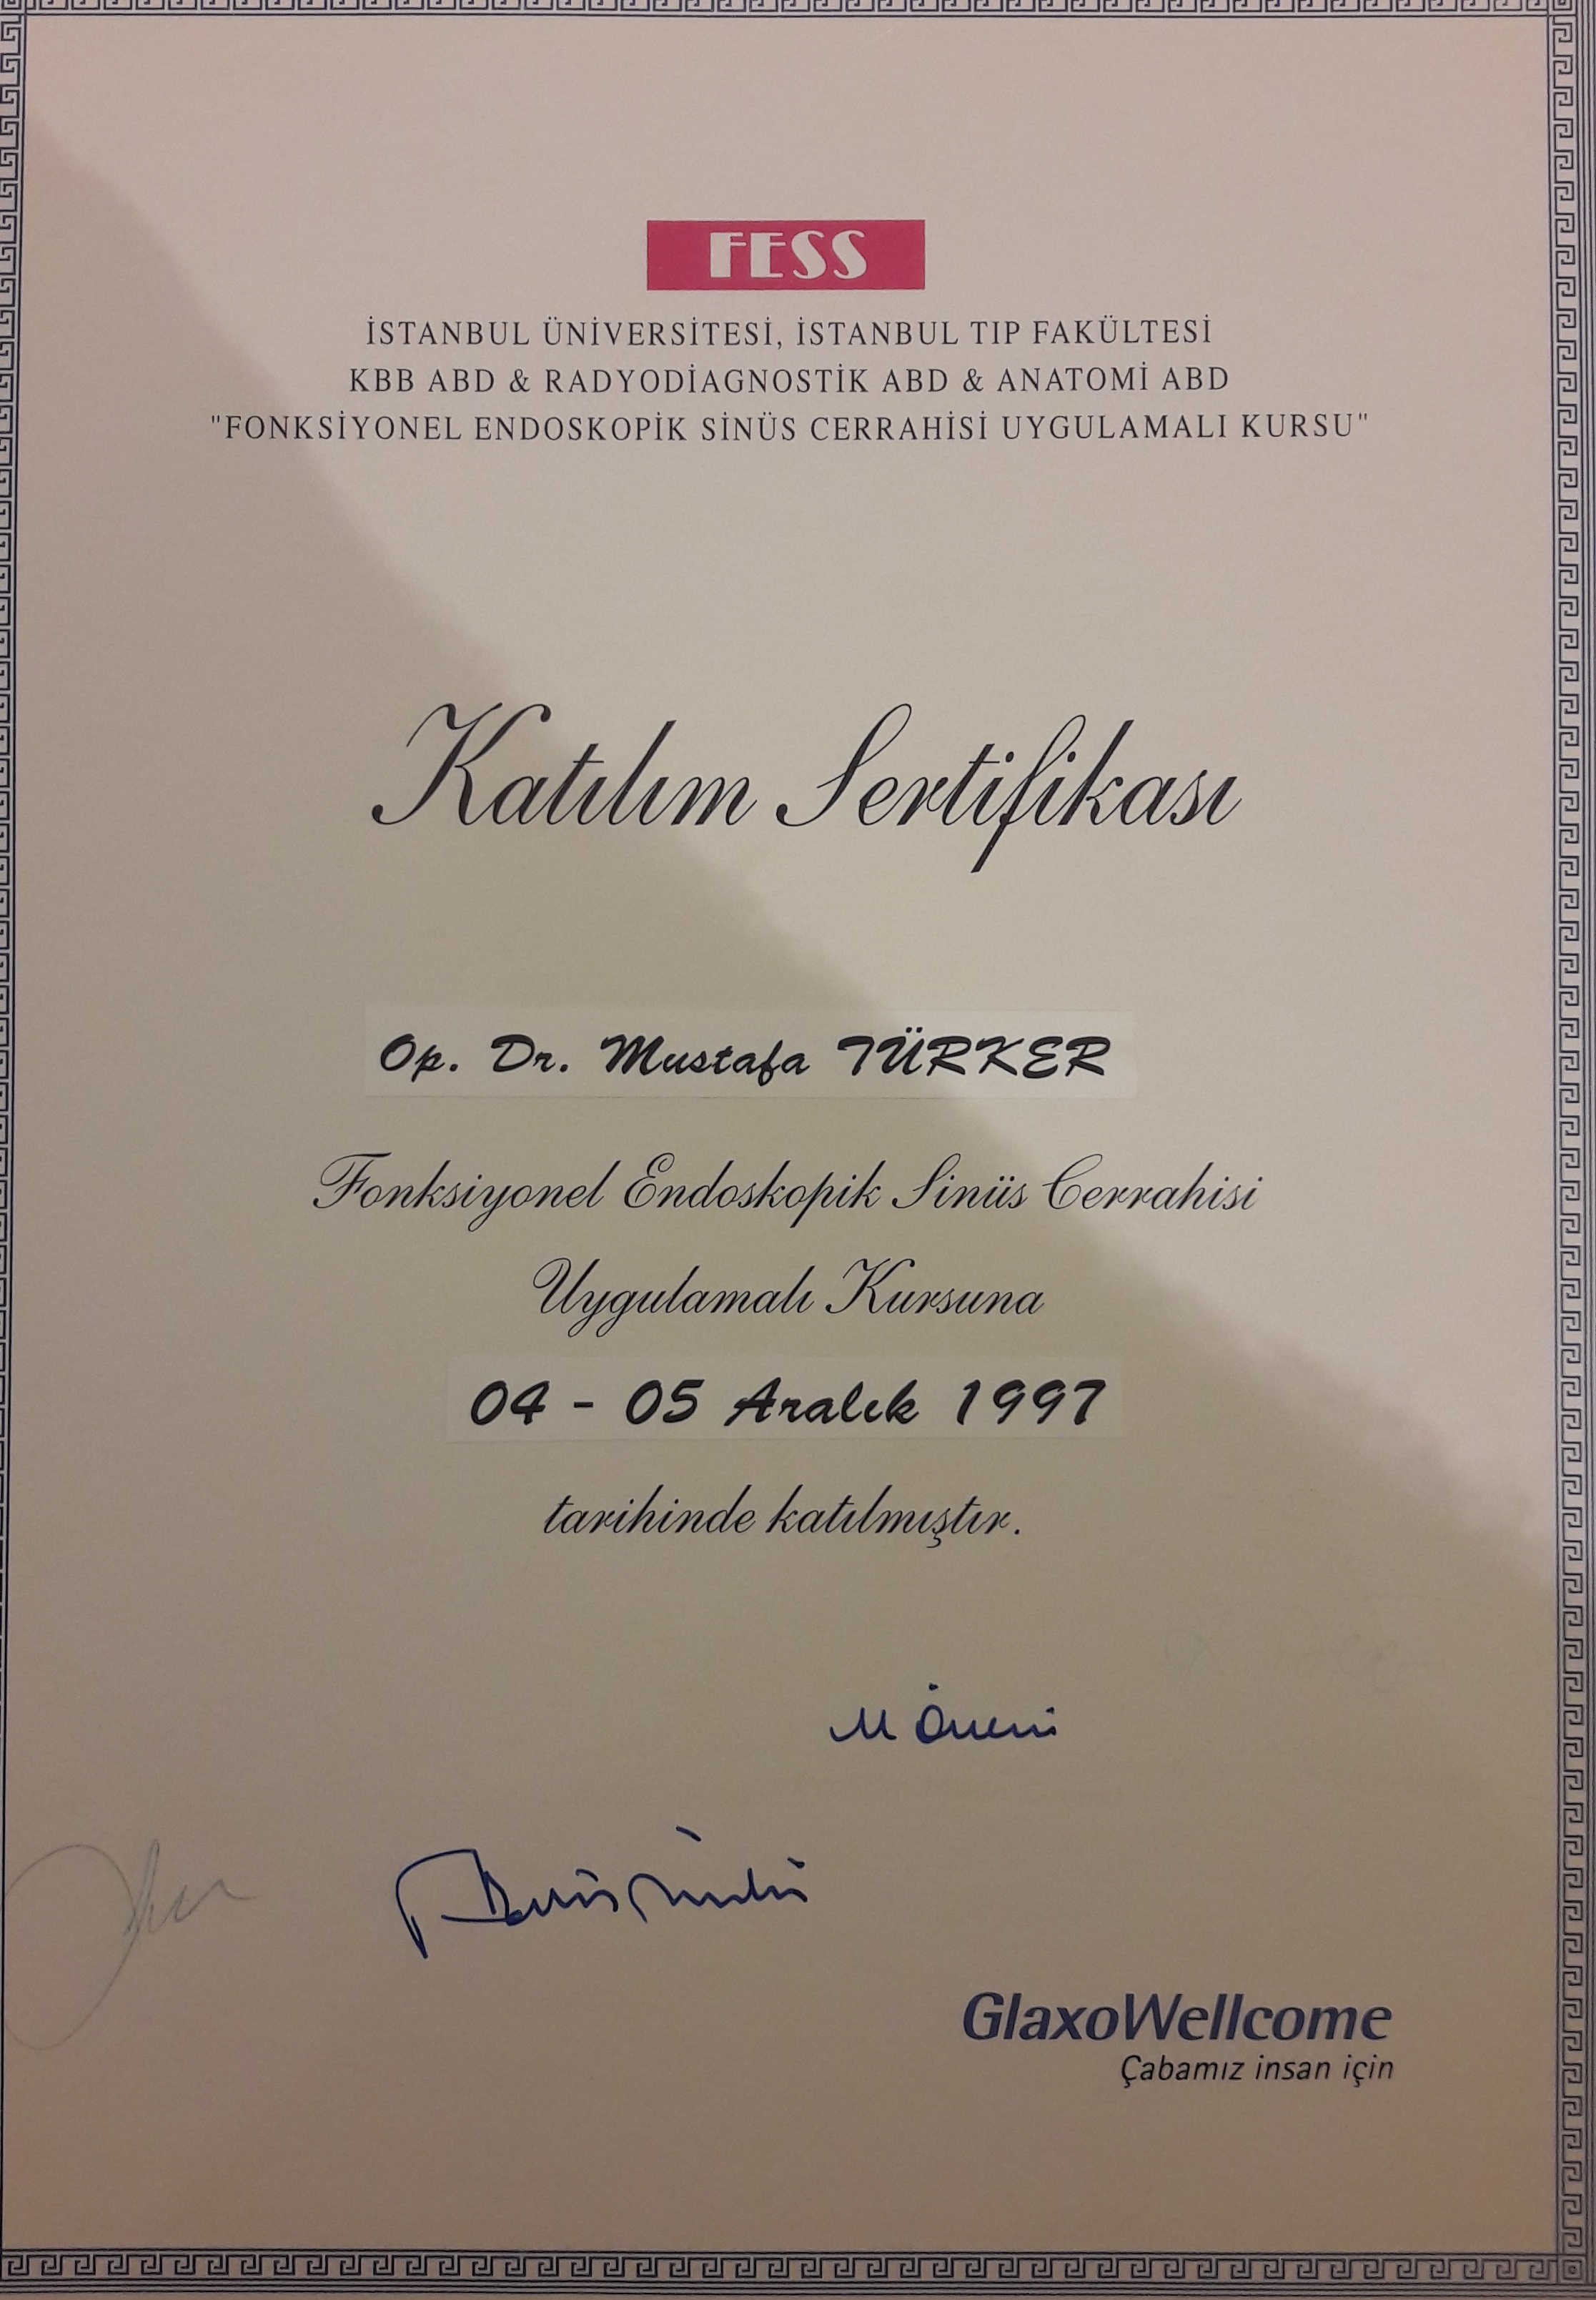 FESS
İSTANBUL ÜNİVERSİTESİ, İSTANBUL TIP FAKÜLTESİ
KBB ABD & RADYODİAGNOSTİK ABD & ANATOMİ ABD
"FONKSİYONEL ENDOSKOPİK SİNÜS CERRAHİSİ UYGULAMALI KURSU"
Katılım Sertifikası
Op. Dr. Mustafa TÜRKER
Fonksiyonel Endoskopik Sinüs Cerrahisi
Uygulamalı Kursuna
04 - 05 Aralık 1997
tarihinde katılmıştır.
GlaxoWellcome
Çabamız insan için